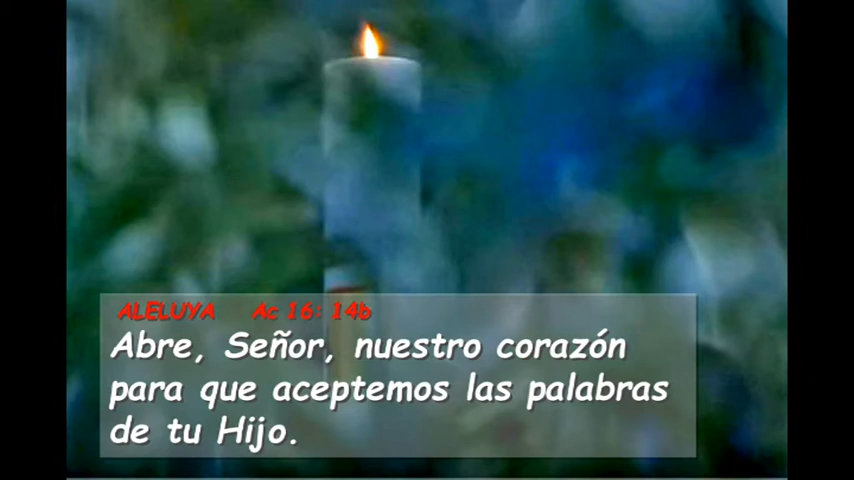 ALELUYA Ac 16: 14b
Abre, Señor, nuestro corazón
para que aceptemos las palabras
de tu Hijo.